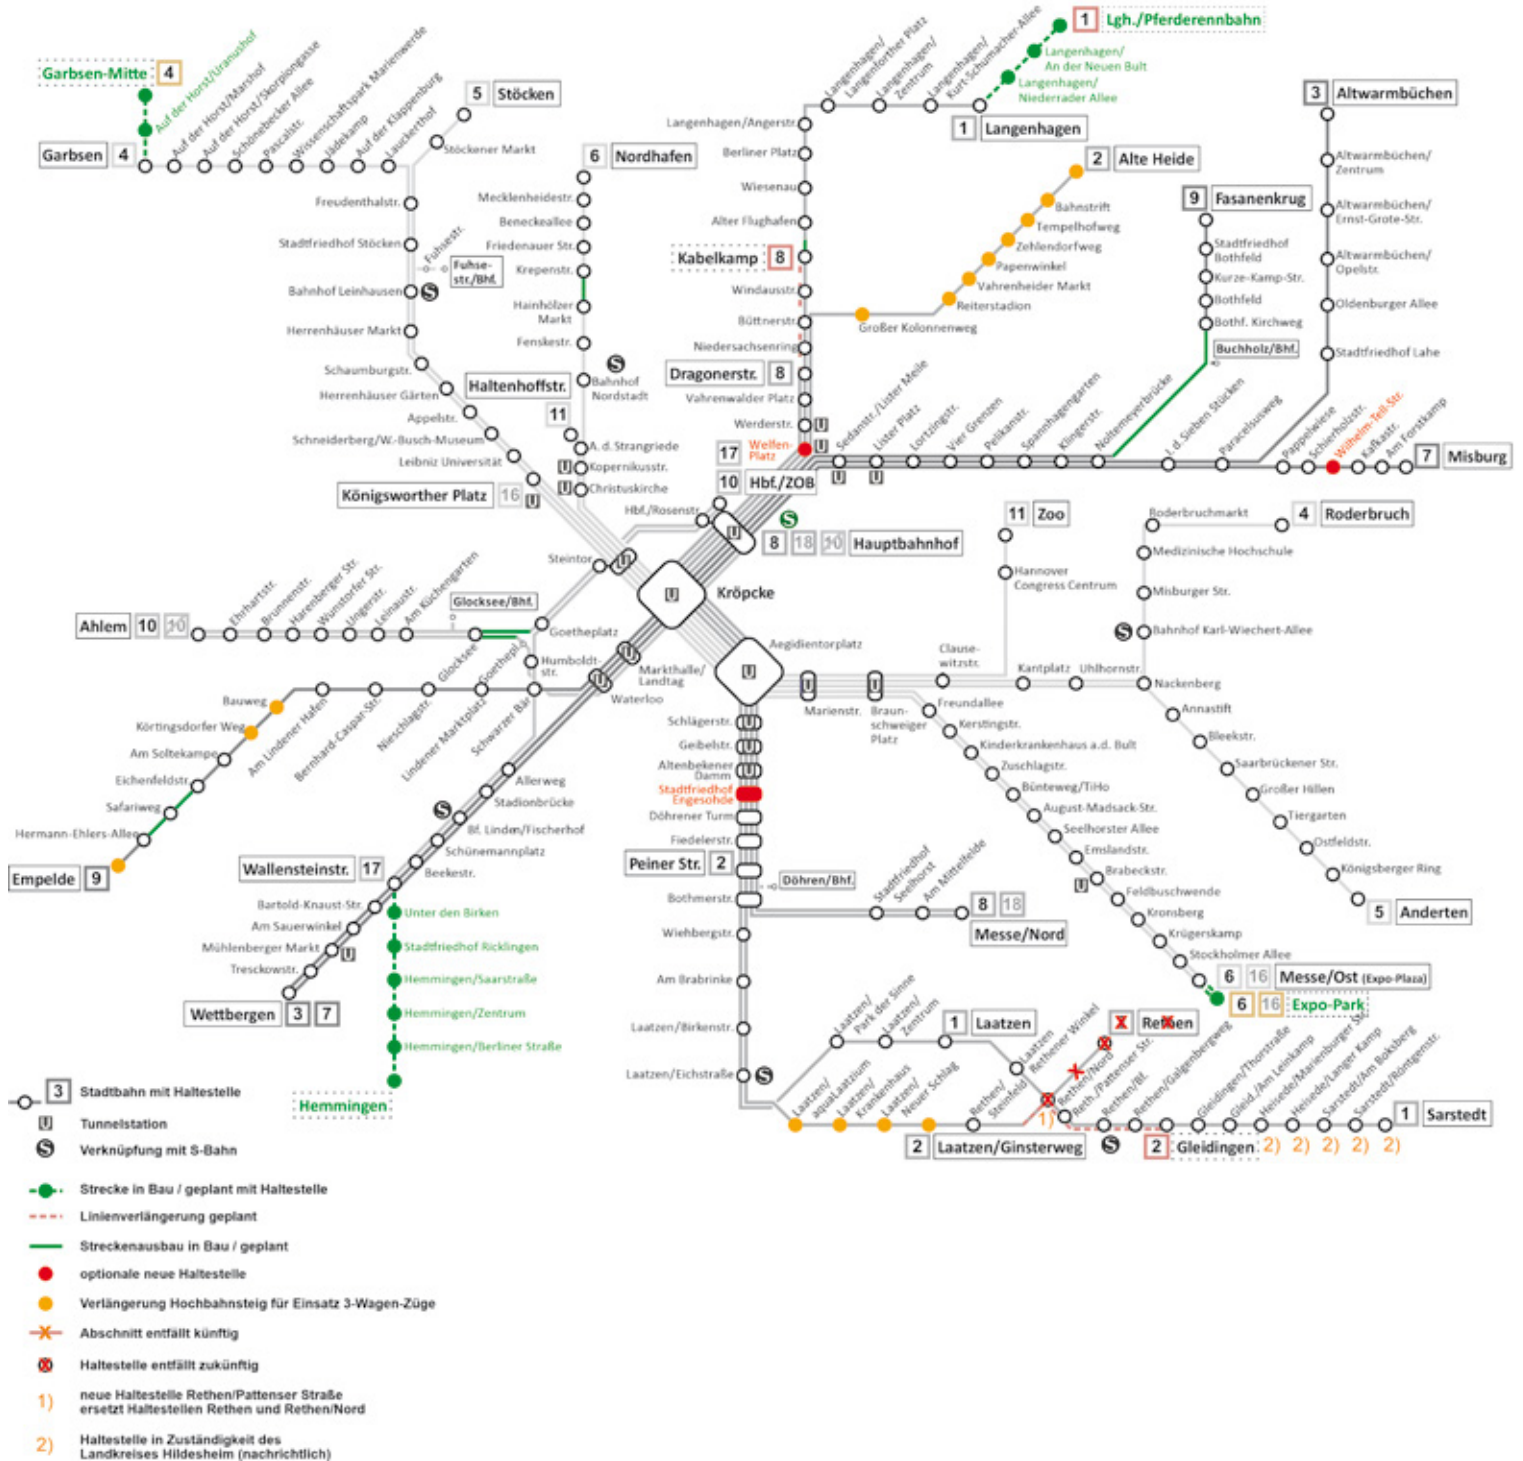 Garbsen-Mitte 4
Auf der Horst/Uranushof
Garbsen 4
Auf der Horst/Marshof
Auf der Horst/Skorpiongasse
Schönebecker Allee
Pascalstr.
Wissenschaftspark Marienwerde
Jädekamp
Auf der Klappenburg
Lauckerthof
5 Stöcken
Stöckener Markt
Freudenthalstr.
Stadtfriedhof Stöcken
Fuhsestr.
Fuhse-
str./Bhf.
Bahnhof Leinhausen
Herrenhäuser Markt
Schaumburgstr.
Herrenhäuser Gärten
Appelstr.
Schneiderberg/W.-Busch-Museum
Leibniz Universität
Königsworther Platz 16
6 Nordhafen
Mecklenheidestr.
Beneckeallee
Friedenauer Str.
Krepenstr.
Hainhölzer
Markt
Fenskestr.
Bahnhof
Nordstadt
Haltenhoffstr.
11
A. d. Strangriede
Kopernikusstr.
Christuskirche
1 Lgh./Pferderennbahn
Langenhagen/
An der Neuen Bult
Langenhagen/
Niederrader Allee
Langenhagen/
Langenforther Platz
Langenhagen/
Zentrum
Langenhagen/
Kurt-Schumacher-Allee
1 Langenhagen
Langenhagen/Angerstr.
Berliner Platz
Wiesenau
Alter Flughafen
Kabelkamp 8
Windausstr.
Büttnerstr.
Niedersachsenring
Dragonerstr. 8
Vahrenwalder Platz
Werderstr.
17 Welfen-
Platz
2 Alte Heide
Bahnstrift
Tempelhofweg
Zehlendorfweg
Papenwinkel
Vahrenheider Markt
Reiterstadion
Großer Kolonnenweg
9 Fasanenkrug
Stadtfriedhof
Bothfeld
Kurze-Kamp-Str.
Bothfeld
Bothf. Kirchweg
Buchholz/Bhf.
3 Altwarmbüchen
Altwarmbüchen/
Zentrum
Altwarmbüchen/
Ernst-Grote-Str.
Altwarmbüchen/
Opelstr.
Oldenburger Allee
Stadtfriedhof Lahe
Sedanstr./Lister Meile
Lister Platz
Lortzingstr.
Vier Grenzen
Pelikanstr.
Spannhagengarten
Klingerstr.
Noltemeyerbrücke
I. d. Sieben Stücken
Paracelsusweg
Pappelwiese
Schierholzstr.
Wilhelm-Tell-Str.
Kafkastr.
Am Forstkamp
7 Misburg
10 Hbf./ZOB
Hbf./Rosenstr.
8 18 10 Hauptbahnhof
Steintor
Kröpcke
11 Zoo
Hannover
Congress Centrum
4 Roderbruch
Roderbruchmarkt
Medizinische Hochschule
Misburger Str.
Bahnhof Karl-Wiechert-Allee
Ahlem 10 10
Ehrhartstr.
Brunnenstr.
Harenberger Str.
Wunstorfer Str.
Ungerstr.
Leinaustr.
Am Küchengarten
Glocksee/Bhf.
Glocksee
Goethepl.
Goetheplatz
Humboldt-
str.
Markthalle/
Landtag
Waterloo
Aegidientorplatz
Clause-
witzstr.
Kantplatz
Uhlhornstr.
Nackenberg
Marienstr.
Braun-
schweiger
Platz
Freundallee
Kerstingstr.
Kinderkrankenhaus a.d. Bult
Zuschlagstr.
Bünteweg/TiHo
August-Madsack-Str.
Seelhorster Allee
Emslandstr.
Brabeckstr.
Feldbuschwende
Kronsberg
Krügerskamp
Stockholmer Allee
6 16 Messe/Ost (Expo-Plaza)
6 16 Expo-Park
Annastift
Bleekstr.
Saarbrückener Str.
Großer Hillen
Tiergarten
Ostfeldstr.
Königsberger Ring
5 Anderten
Bauweg
Körtingsdorfer Weg
Am Soltekampe
Eichenfeldstr.
Safariweg
Hermann-Ehlers-Allee
Empelde 9
Am Lindener Hafen
Bernhard-Caspar-Str.
Nieschlagstr.
Lindener Marktplatz
Schwarzer Bär
Allerweg
Stadionbrücke
Bf. Linden/Fischerhof
Schünemannplatz
Beekestr.
Wallensteinstr. 17
Bartold-Knaust-Str.
Am Sauerwinkel
Mühlenberger Markt
Tresckowstr.
Wettbergen 3 7
Unter den Birken
Stadtfriedhof Ricklingen
Hemmingen/Saarstraße
Hemmingen/Zentrum
Hemmingen/Berliner Straße
Hemmingen
Schlägerstr.
Geibelstr.
Altenbekener
Damm
Stadtfriedhof
Engesohde
Döhrener Turm
Fiedelerstr.
Peiner Str. 2
Döhren/Bhf.
Bothmerstr.
Stadtfriedhof
Seelhorst
Am Mittelfelde
8 18
Messe/Nord
Wiehbergstr.
Am Brabrinke
Laatzen/Birkenstr.
Laatzen/Eichstraße
Laatzen/
Park der Sinne
Laatzen/
Zentrum
1 Laatzen
Laatzen
Rethener Winkel
Rethen
Laatzen/
aquaLaatzium
Laatzen/
Krankenhaus
Laatzen/
Neuer Schlag
Rethen/
Steinfeld
2 Laatzen/Ginsterweg
Rethen/Nord
1)
Reth./Pattenser Str.
Rethen/Bf.
Rethen/Galgenbergweg
2 Gleidingen
Gleidingen/Thorstraße
Gleid./Am Leinkamp
Heisede/Marienburger Str.
Heisede/Langer Kamp
Sarstedt/Am Boksberg
Sarstedt/Röntgenstr.
1 Sarstedt
2) 2) 2) 2) 2)
3 Stadtbahn mit Haltestelle
U Tunnelstation
S Verknüpfung mit S-Bahn
Strecke in Bau / geplant mit Haltestelle
Linienverlängerung geplant
Streckenausbau in Bau / geplant
optionale neue Haltestelle
Verlängerung Hochbahnsteig für Einsatz 3-Wagen-Züge
Abschnitt entfällt künftig
Haltestelle entfällt zukünftig
1) neue Haltestelle Rethen/Pattenser Straße
ersetzt Haltestellen Rethen und Rethen/Nord
2) Haltestelle in Zuständigkeit des
Landkreises Hildesheim (nachrichtlich)